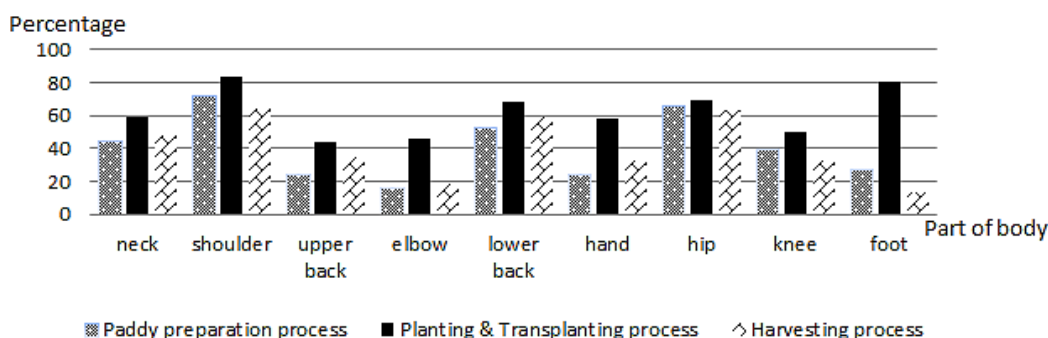 Percentage
100
80
60
40
20
0
neck shoulder upper back elbow lower back hand hip knee foot
Part of body
Paddy preparation process Planting & Transplanting process Harvesting process